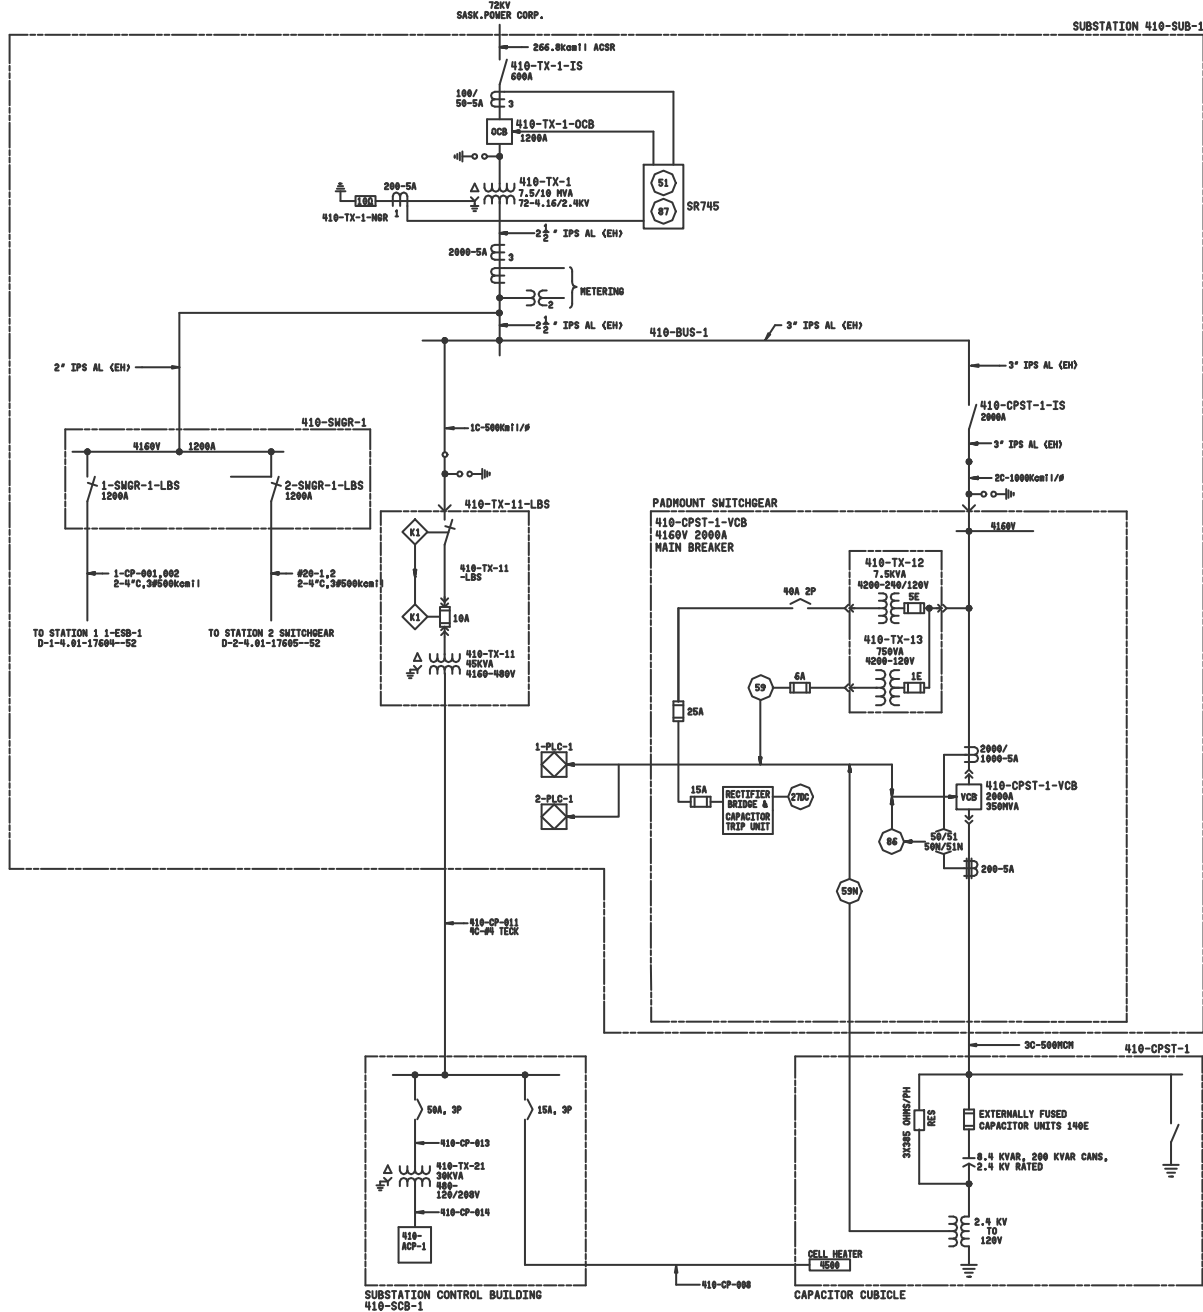 72KV
SASK.POWER CORP.
SUBSTATION 410-SUB-1
266.8kcmil ACSR
410-TX-1-IS
600A
100/
50-5A
3
410-TX-1-OCB
OCB
1200A
410-TX-1
7.5/10 MVA
72-4.16/2.4KV
200-5A
10Ω
1
410-TX-1-NGR
51
87
SR745
2 1/2" IPS AL (EH)
2000-5A
3
METERING
2
2 1/2" IPS AL (EH)
410-BUS-1
3" IPS AL (EH)
2" IPS AL (EH)
3" IPS AL (EH)
410-CPST-1-IS
2000A
410-SWGR-1
4160V
1200A
1C-500Kmil/ø
3" IPS AL (EH)
1-SWGR-1-LBS
1200A
2-SWGR-1-LBS
1200A
2C-1000Kcmil/ø
410-TX-11-LBS
PADMOUNT SWITCHGEAR
410-CPST-1-VCB
4160V 2000A
MAIN BREAKER
4160V
K1
410-TX-11
-LBS
410-TX-12
7.5KVA
4200-240/120V
5E
1-CP-001,002
2-4"C,3#500kcmil
#20-1,2
2-4"C,3#500kcmil
40A 2P
K1
10A
TO STATION 1 1-ESB-1
D-1-4.01-17604--52
TO STATION 2 SWITCHGEAR
D-2-4.01-17605--52
410-TX-13
750VA
4200-120V
1E
410-TX-11
45KVA
4160-480V
59
6A
25A
1-PLC-1
2000/
1000-5A
2-PLC-1
15A
RECTIFIER
BRIDGE &
CAPACITOR
TRIP UNIT
27DC
VCB
410-CPST-1-VCB
2000A
350MVA
86
50/51
50N/51N
200-5A
59N
410-CP-011
4C-#4 TECK
3C-500MCM
410-CPST-1
50A, 3P
15A, 3P
3X385 OHMS/PH
RES
EXTERNALLY FUSED
CAPACITOR UNITS 140E
410-CP-013
8.4 KVAR, 200 KVAR CANS,
2.4 KV RATED
410-TX-21
30KVA
480-
120/208V
410-CP-014
410-
ACP-1
2.4 KV
TO
120V
CELL HEATER
4500
410-CP-008
SUBSTATION CONTROL BUILDING
410-SCB-1
CAPACITOR CUBICLE